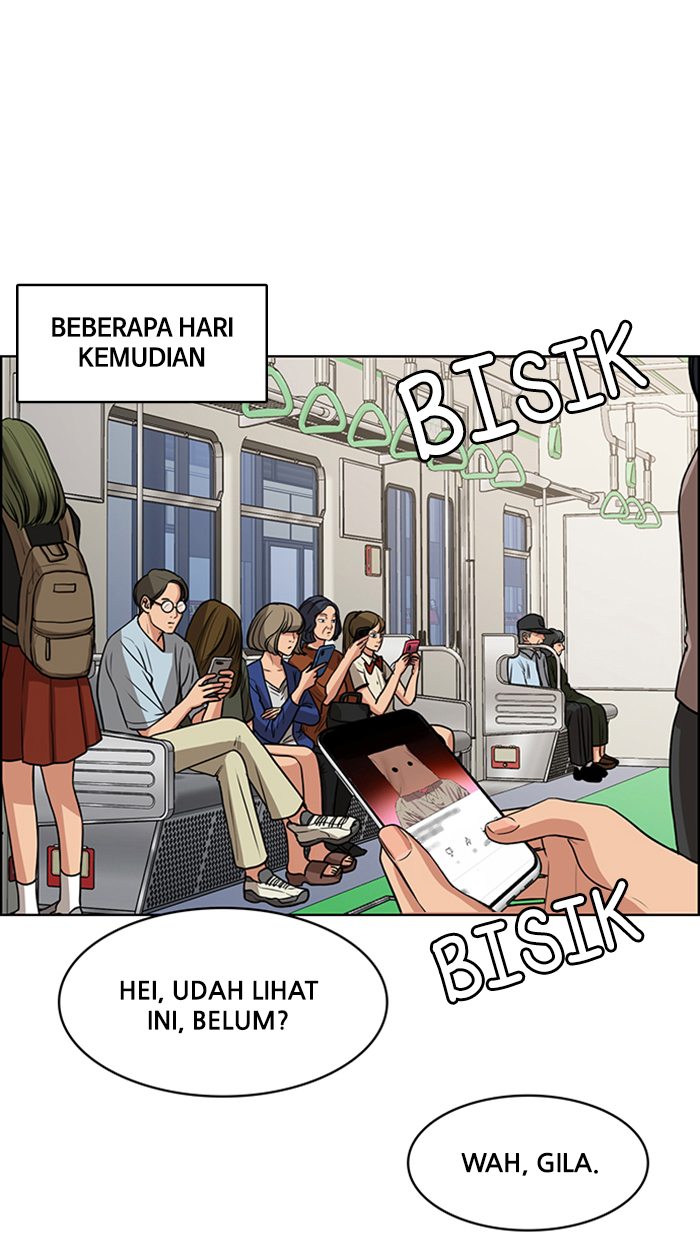 BEBERAPA HARI
KEMUDIAN
BISIK
BISIK
HEI, UDAH LIHAT
INI, BELUM?
WAH, GILA.